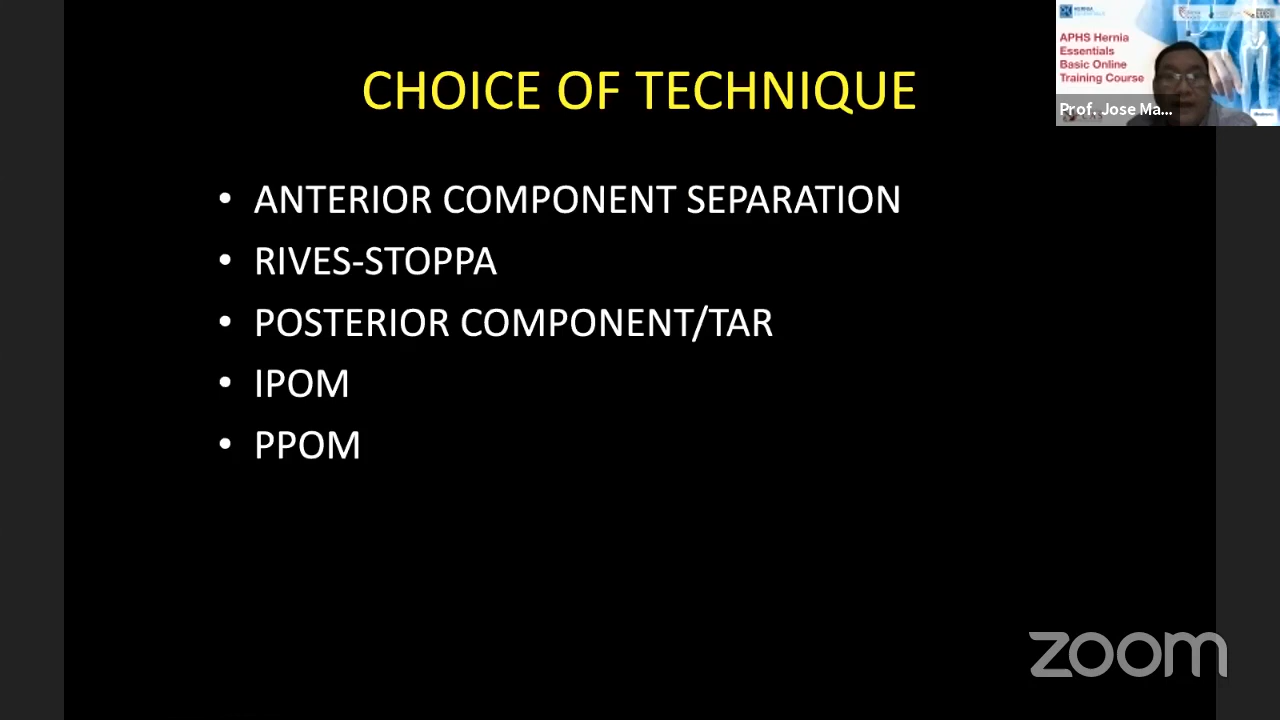 CHOICE OF TECHNIQUE
• ANTERIOR COMPONENT SEPARATION
• RIVES-STOPPA
• POSTERIOR COMPONENT/TAR
• IPOM
• PPOM
APHS Hernia
Essentials
Basic Online
Training Course
Prof. Jose Ma...
zoom